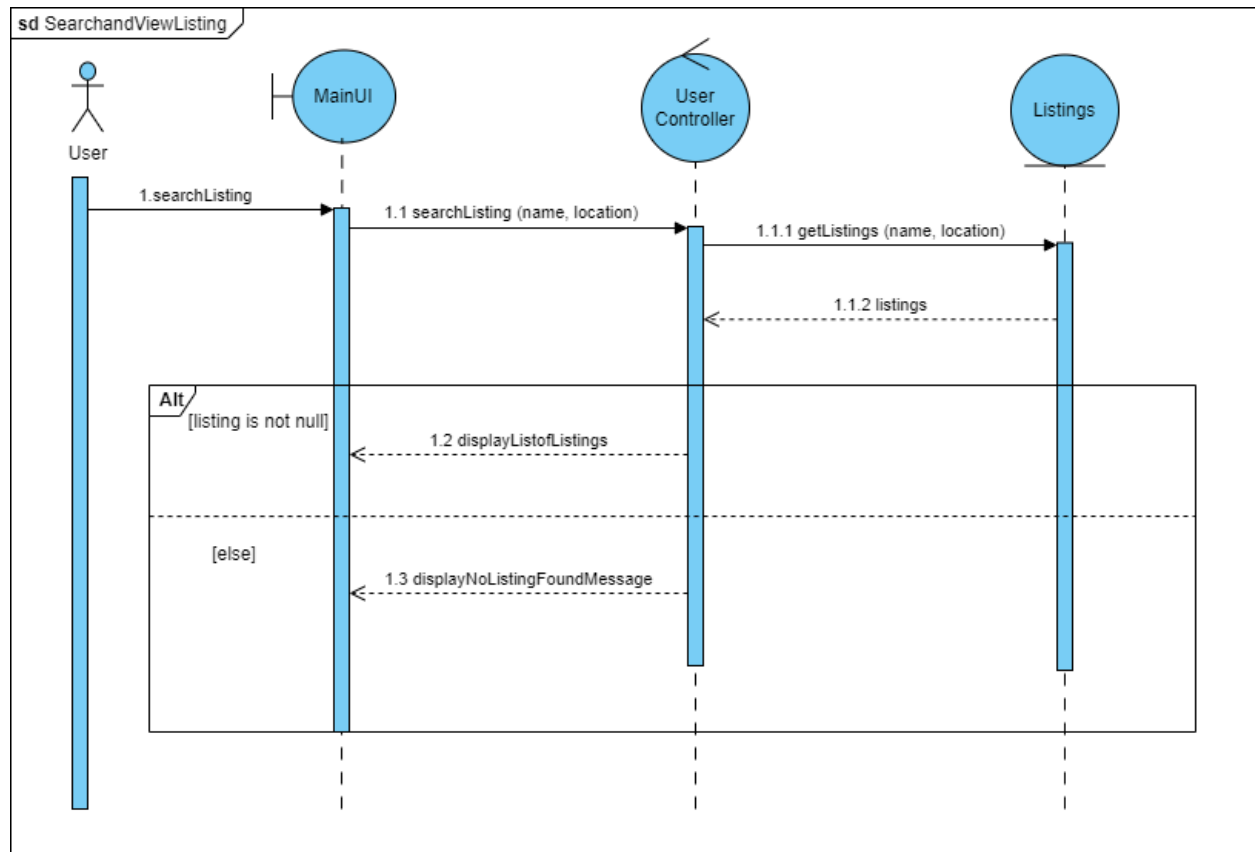 sd SearchandViewListing
User
MainUI
User
Controller
Listings
1.searchListing
1.1 searchListing (name, location)
1.1.1 getListings (name, location)
1.1.2 listings
Alt
[listing is not null]
1.2 displayListofListings
[else]
1.3 displayNoListingFoundMessage